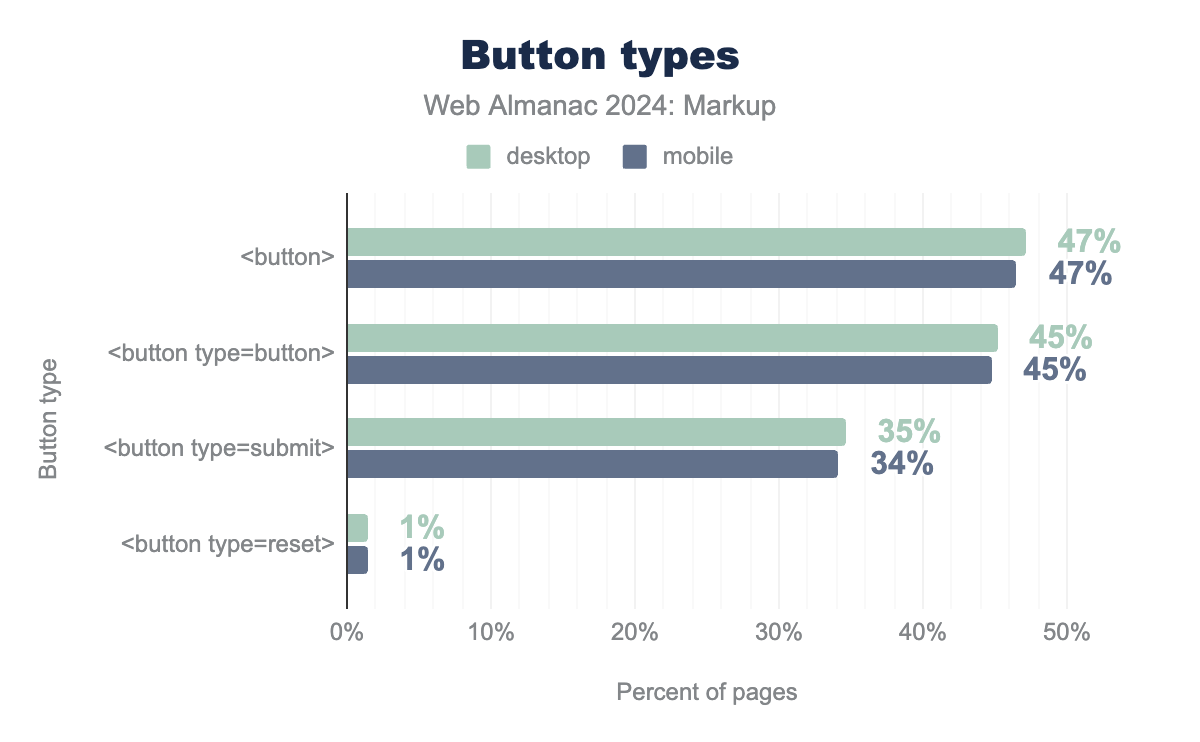 Button types
Web Almanac 2024: Markup
desktop mobile
<button>
47%
47%
<button type=button>
45%
45%
<button type=submit>
35%
34%
<button type=reset>
1%
1%
Button type
0% 10% 20% 30% 40% 50%
Percent of pages